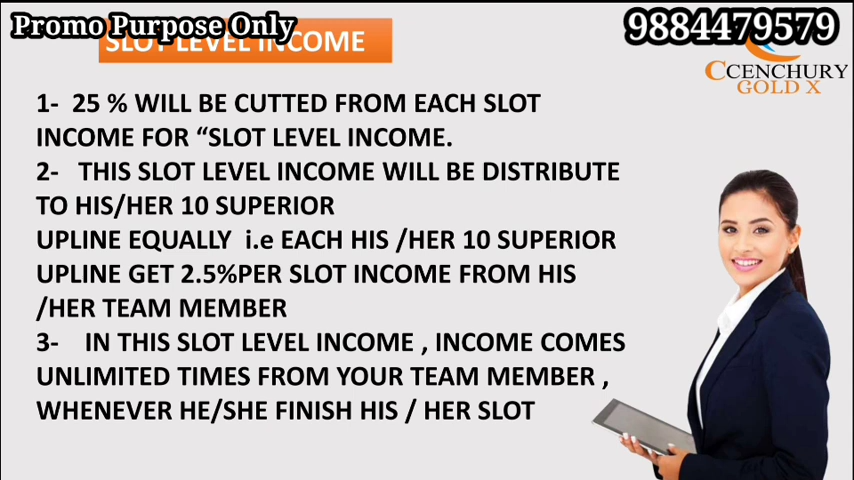 Promo Purpose Only
9884479579
SLOT LEVEL INCOME
CCENCHURY
GOLD X
1- 25 % WILL BE CUTTED FROM EACH SLOT
INCOME FOR “SLOT LEVEL INCOME.
2- THIS SLOT LEVEL INCOME WILL BE DISTRIBUTE
TO HIS/HER 10 SUPERIOR
UPLINE EQUALLY i.e EACH HIS /HER 10 SUPERIOR
UPLINE GET 2.5%PER SLOT INCOME FROM HIS
/HER TEAM MEMBER
3- IN THIS SLOT LEVEL INCOME , INCOME COMES
UNLIMITED TIMES FROM YOUR TEAM MEMBER ,
WHENEVER HE/SHE FINISH HIS / HER SLOT